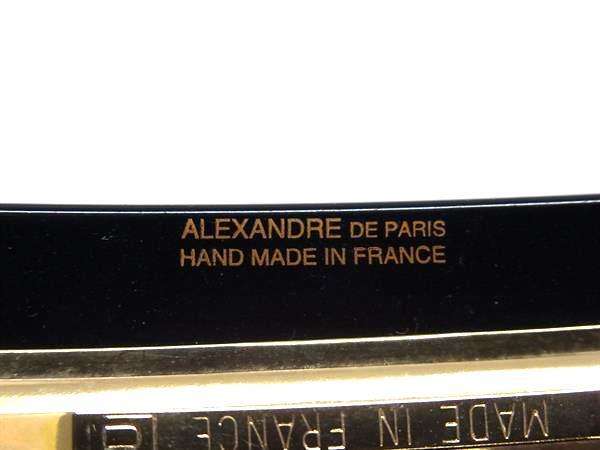 ALEXANDRE DE PARIS
HAND MADE IN FRANCE
MADE IN FRANCE